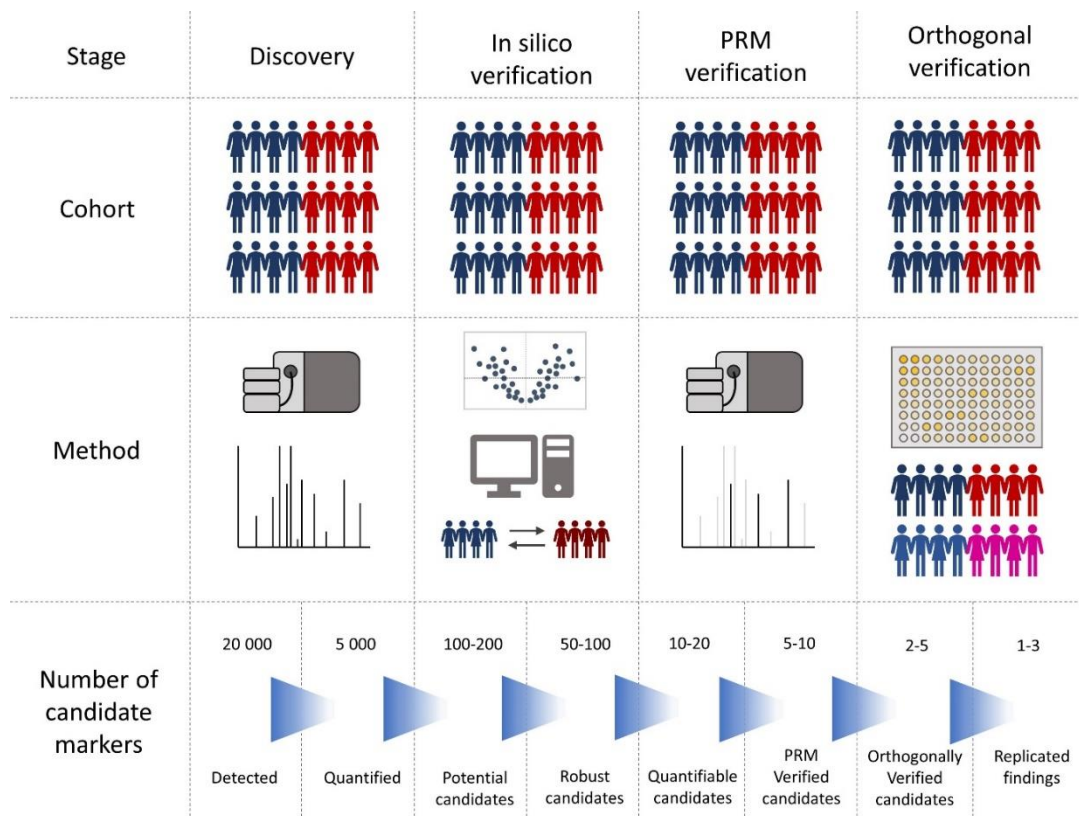 Stage
Discovery
In silico
verification
PRM
verification
Orthogonal
verification
Cohort
Method
Number of
candidate
markers
20 000
5 000
100-200
50-100
10-20
5-10
2-5
1-3
Detected
Quantified
Potential
candidates
Robust
candidates
Quantifiable
candidates
PRM
Verified
candidates
Orthogonally
Verified
candidates
Replicated
findings